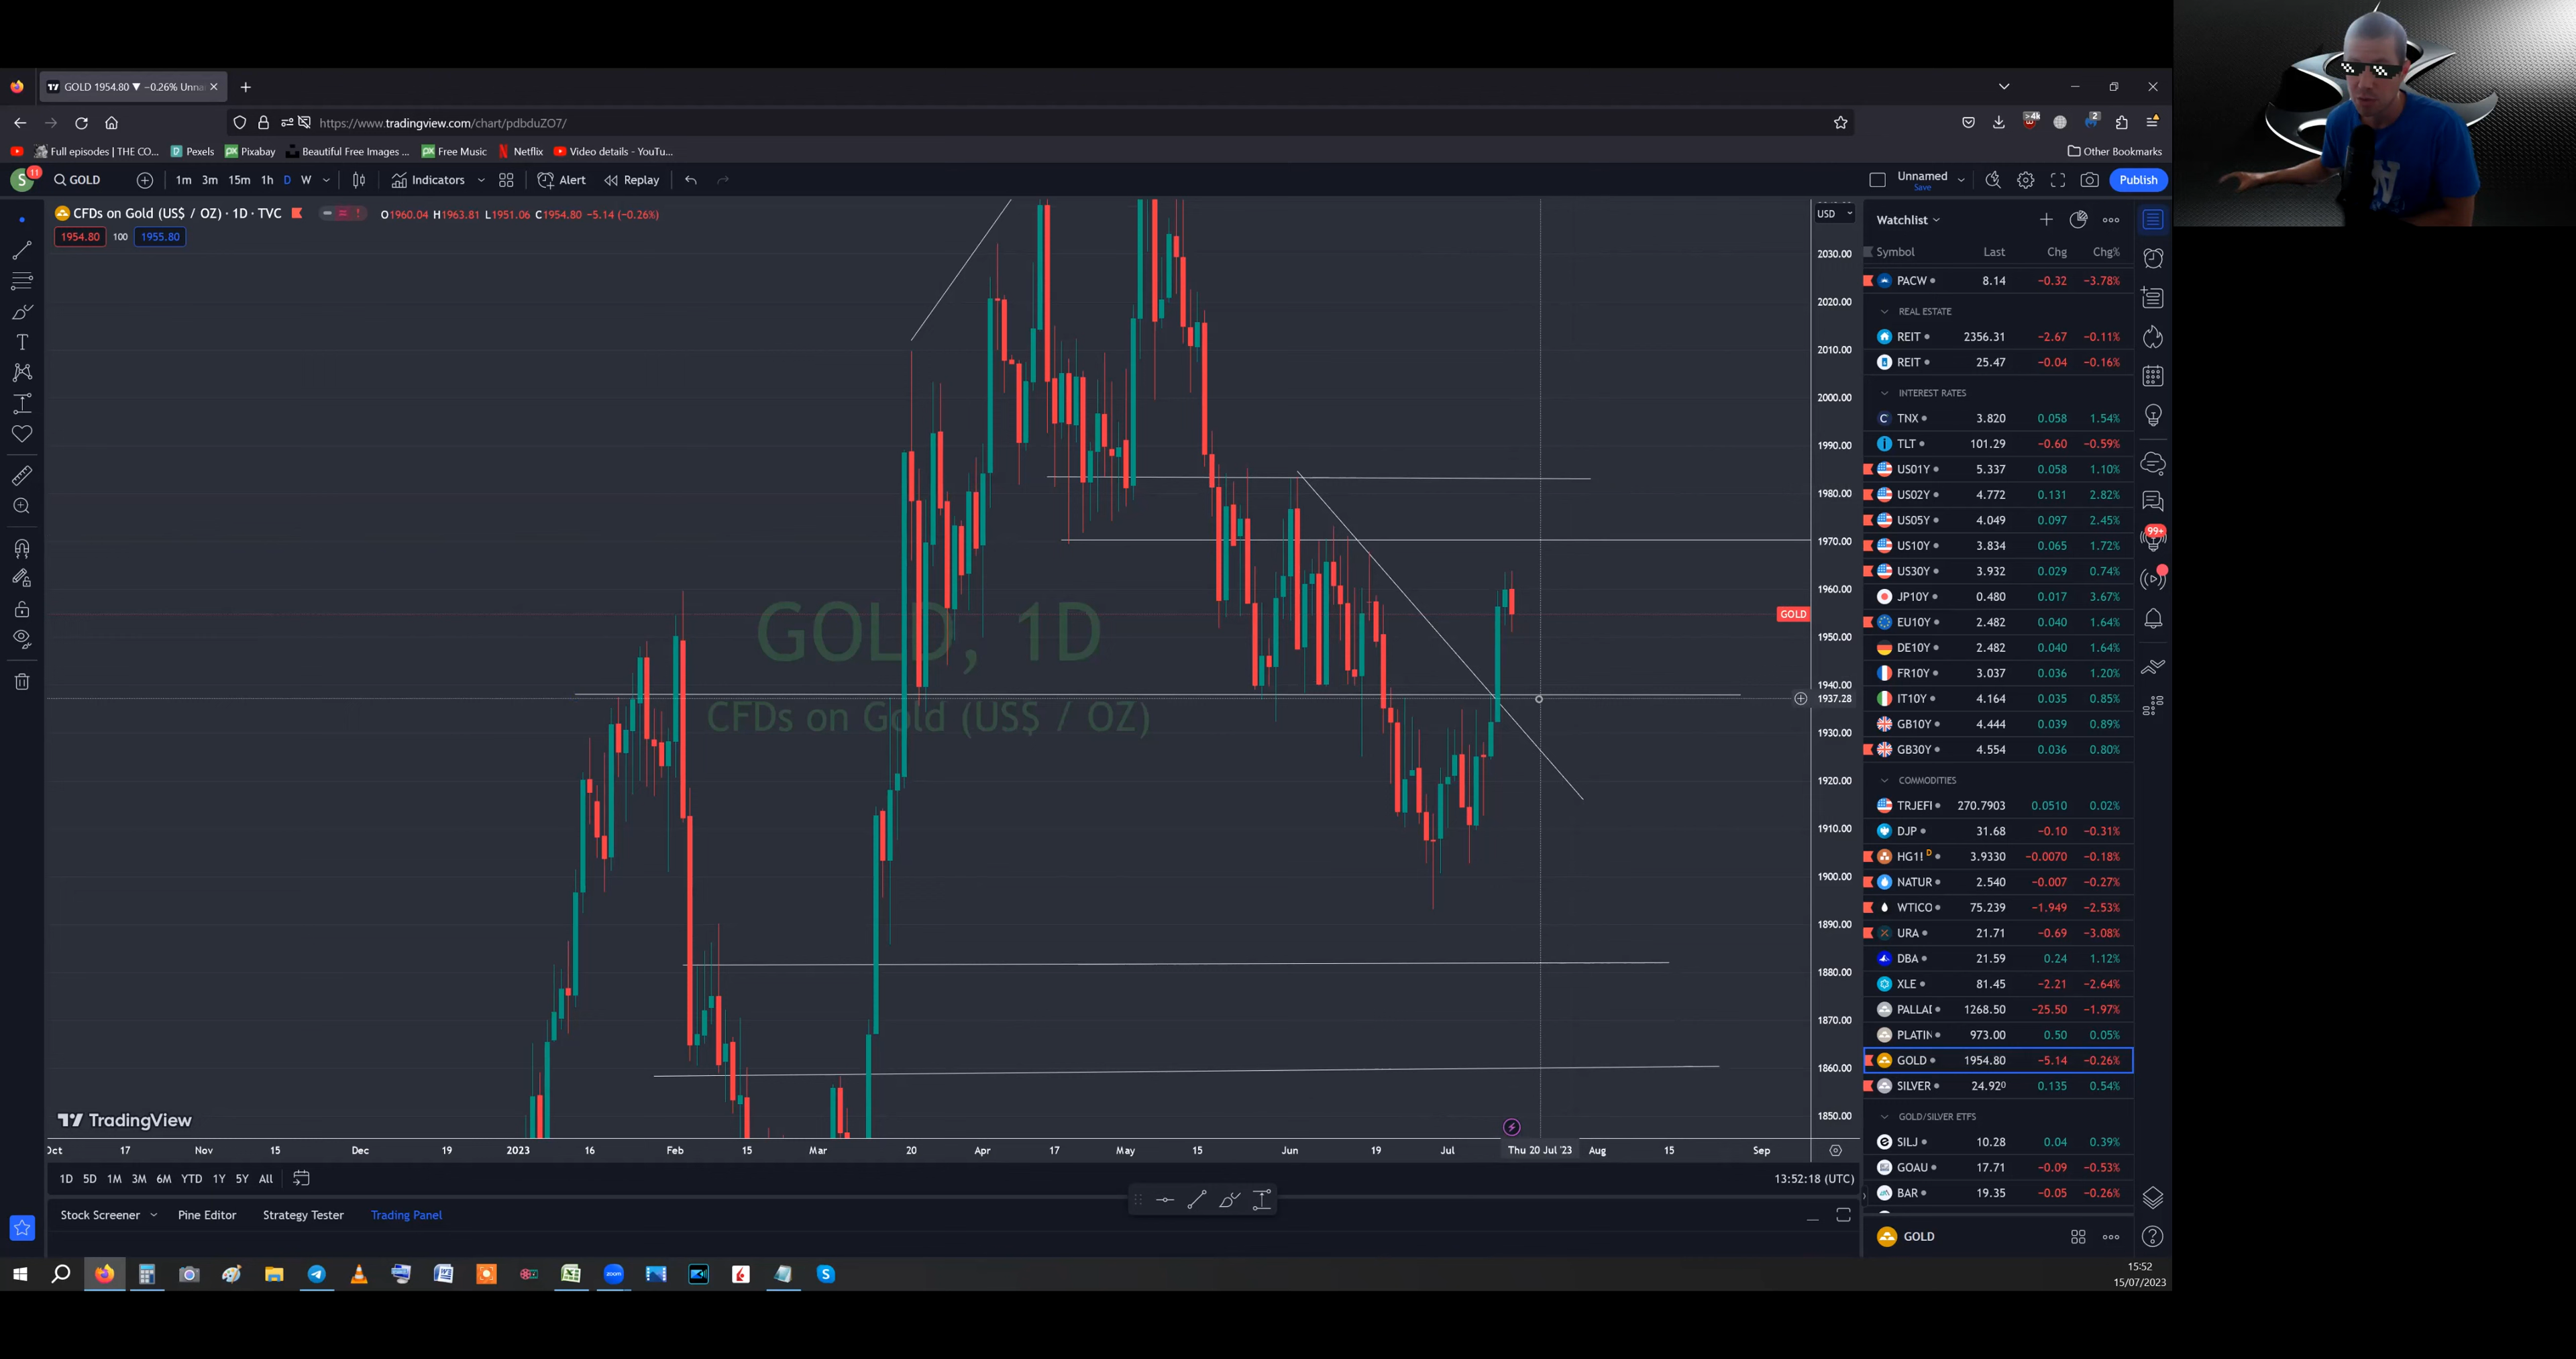 GOLD 1954.80 ▼ −0.26% Unna
https://www.tradingview.com/chart/pdbduZO7/
>4k
2
Full episodes | THE CO... Pexels Pixabay Beautiful Free Images ... Free Music Netflix Video details - YouTu...
Other Bookmarks
S 11 GOLD 1m 3m 15m 1h D W Indicators Alert Replay Unnamed Save Publish
CFDs on Gold (US$ / OZ) · 1D · TVC O1960.04 H1963.81 L1951.06 C1954.80 −5.14 (−0.26%)
1954.80 100 1955.80
USD
2030.00
2020.00
2010.00
2000.00
1990.00
1980.00
1970.00
1960.00
GOLD
1950.00
1940.00
1937.28
1930.00
1920.00
1910.00
1900.00
1890.00
1880.00
1870.00
1860.00
1850.00
GOLD, 1D
CFDs on Gold (US$ / OZ)
TradingView
Oct 17 Nov 15 Dec 19 2023 16 Feb 15 Mar 20 Apr 17 May 15 Jun 19 Jul Thu 20 Jul '23 Aug 15 Sep
1D 5D 1M 3M 6M YTD 1Y 5Y All
13:52:18 (UTC)
Stock Screener Pine Editor Strategy Tester Trading Panel
Watchlist
Symbol Last Chg Chg%
PACW 8.14 −0.32 −3.78%
REAL ESTATE
REIT 2356.31 −2.67 −0.11%
REIT 25.47 −0.04 −0.16%
INTEREST RATES
TNX 3.820 0.058 1.54%
TLT 101.29 −0.60 −0.59%
US01Y 5.337 0.058 1.10%
US02Y 4.772 0.131 2.82%
US05Y 4.049 0.097 2.45%
US10Y 3.834 0.065 1.72%
US30Y 3.932 0.029 0.74%
JP10Y 0.480 0.017 3.67%
EU10Y 2.482 0.040 1.64%
DE10Y 2.482 0.040 1.64%
FR10Y 3.037 0.036 1.20%
IT10Y 4.164 0.035 0.85%
GB10Y 4.444 0.039 0.89%
GB30Y 4.554 0.036 0.80%
COMMODITIES
TRJEFI 270.7903 0.0510 0.02%
DJP 31.68 −0.10 −0.31%
HG1! D 3.9330 −0.0070 −0.18%
NATUR 2.540 −0.007 −0.27%
WTICO 75.239 −1.949 −2.53%
URA 21.71 −0.69 −3.08%
DBA 21.59 0.24 1.12%
XLE 81.45 −2.21 −2.64%
PALLAI 1268.50 −25.50 −1.97%
PLATIN 973.00 0.50 0.05%
GOLD 1954.80 −5.14 −0.26%
SILVER 24.920 0.135 0.54%
GOLD/SILVER ETFS
SILJ 10.28 0.04 0.39%
GOAU 17.71 −0.09 −0.53%
BAR 19.35 −0.05 −0.26%
GOLD
99+
zoom
15:52
15/07/2023